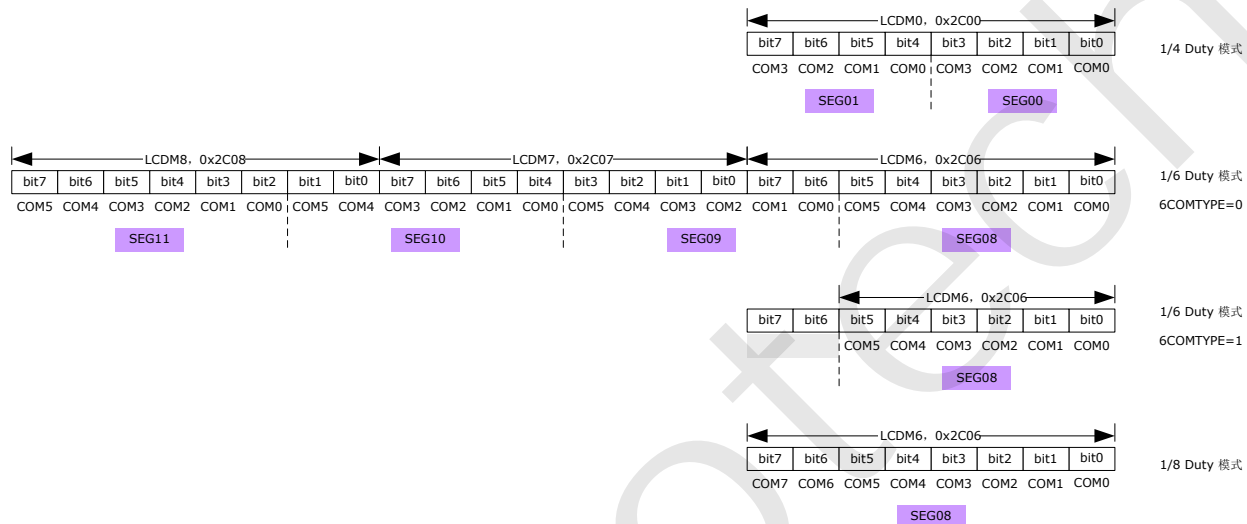 LCDM0, 0x2C00
bit7 bit6 bit5 bit4 bit3 bit2 bit1 bit0 1/4 Duty 模式
COM3 COM2 COM1 COM0 COM3 COM2 COM1 COM0
SEG01 SEG00
LCDM8, 0x2C08 LCDM7, 0x2C07 LCDM6, 0x2C06
bit7 bit6 bit5 bit4 bit3 bit2 bit1 bit0 bit7 bit6 bit5 bit4 bit3 bit2 bit1 bit0 bit7 bit6 bit5 bit4 bit3 bit2 bit1 bit0 1/6 Duty 模式
COM5 COM4 COM3 COM2 COM1 COM0 COM5 COM4 COM3 COM2 COM1 COM0 COM5 COM4 COM3 COM2 COM1 COM0 COM5 COM4 COM3 COM2 COM1 COM0 6COMTYPE=0
SEG11 SEG10 SEG09 SEG08
LCDM6, 0x2C06
bit7 bit6 bit5 bit4 bit3 bit2 bit1 bit0 1/6 Duty 模式
COM5 COM4 COM3 COM2 COM1 COM0 6COMTYPE=1
SEG08
LCDM6, 0x2C06
bit7 bit6 bit5 bit4 bit3 bit2 bit1 bit0 1/8 Duty 模式
COM7 COM6 COM5 COM4 COM3 COM2 COM1 COM0
SEG08